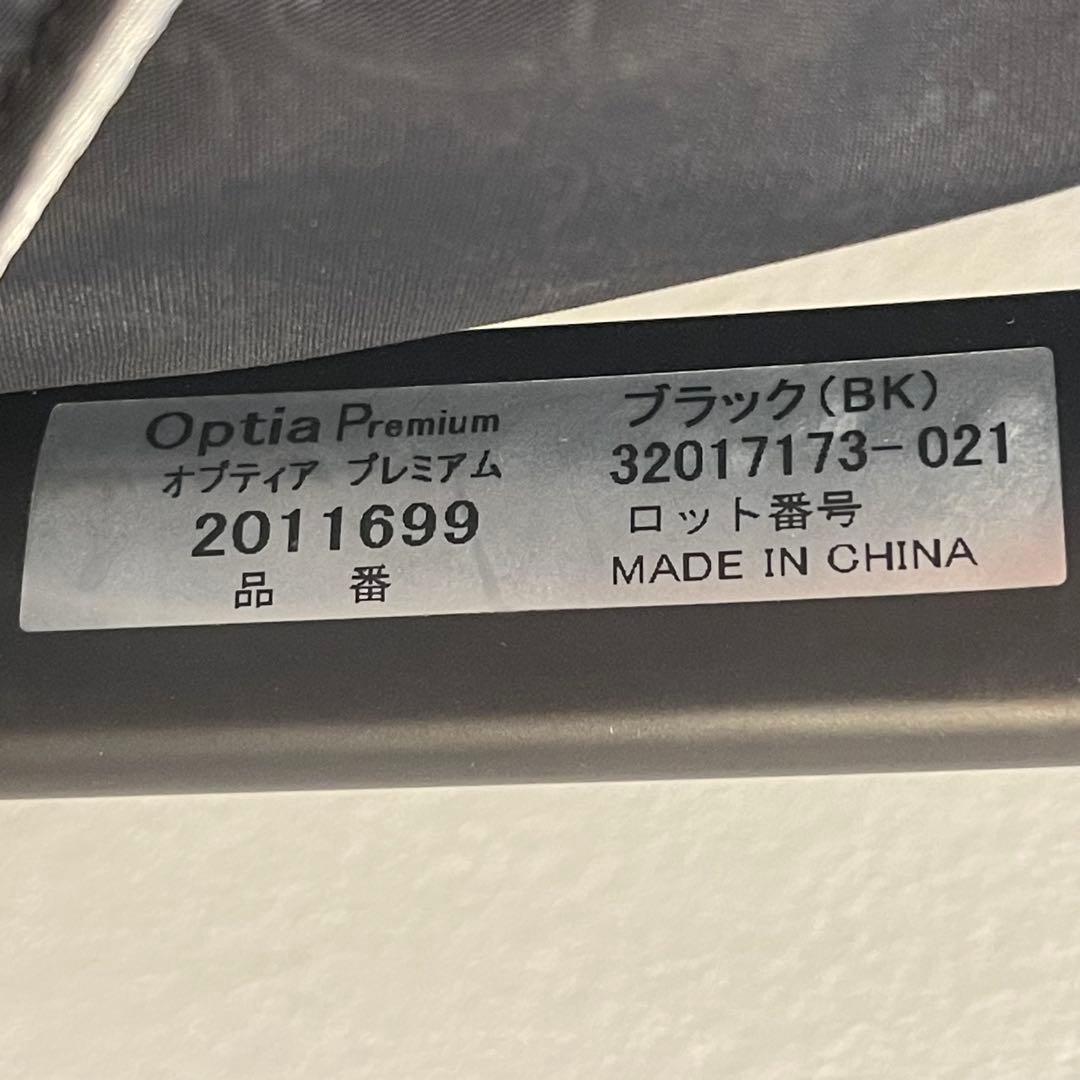 Optia Premium
オプティア プレミアム
2011699
品 番
ブラック(BK)
32017173-021
ロット番号
MADE IN CHINA